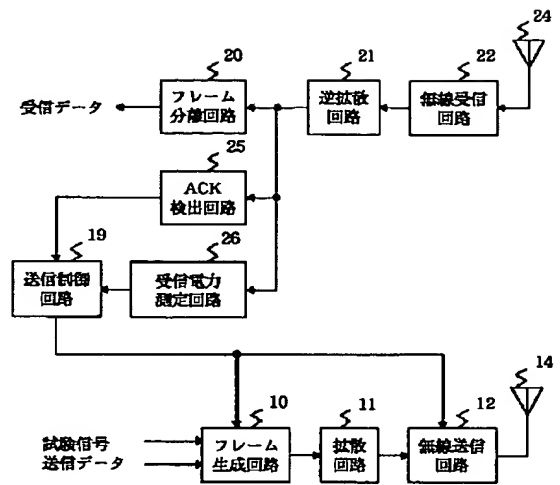 24
20
21
22
受信データ
フレーム
分離回路
逆拡散
回路
無線受信
回路
25
ACK
検出回路
19
26
送信制御
回路
受信電力
測定回路
14
10
11
12
試験信号
送信データ
フレーム
生成回路
拡散
回路
無線送信
回路